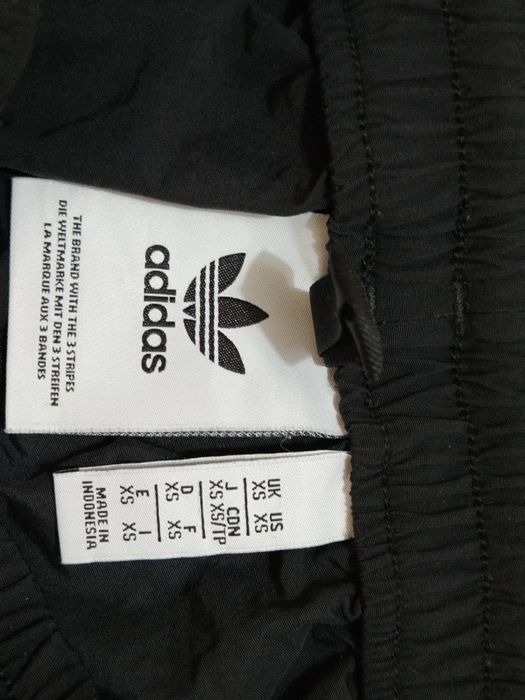 adidas
THE BRAND WITH THE 3 STRIPES
DIE WELTMARKE MIT DEN 3 STREIFEN
LA MARQUE AUX 3 BANDES
UK US
XS XS
J CDN
XS XS/TP
D F
XS XS
E I
XS XS
MADE IN
INDONESIA